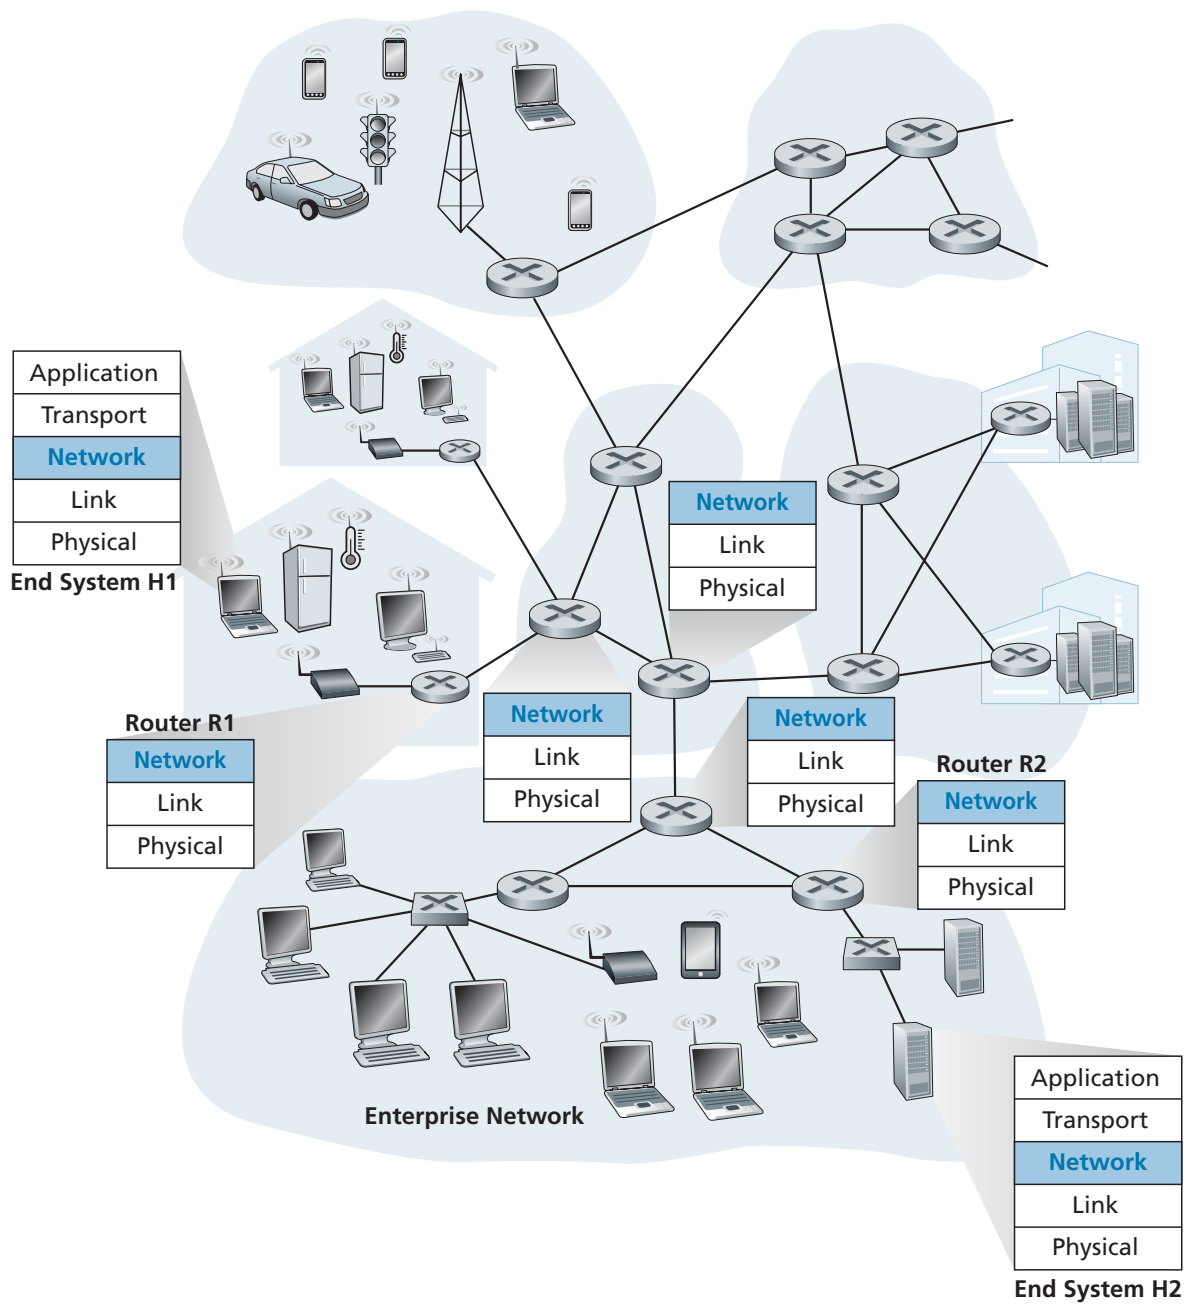 Application
Transport
Network
Link
Physical
End System H1
Network
Link
Physical
Router R1
Network
Link
Physical
Network
Link
Physical
Network
Link
Physical
Router R2
Network
Link
Physical
Enterprise Network
Application
Transport
Network
Link
Physical
End System H2